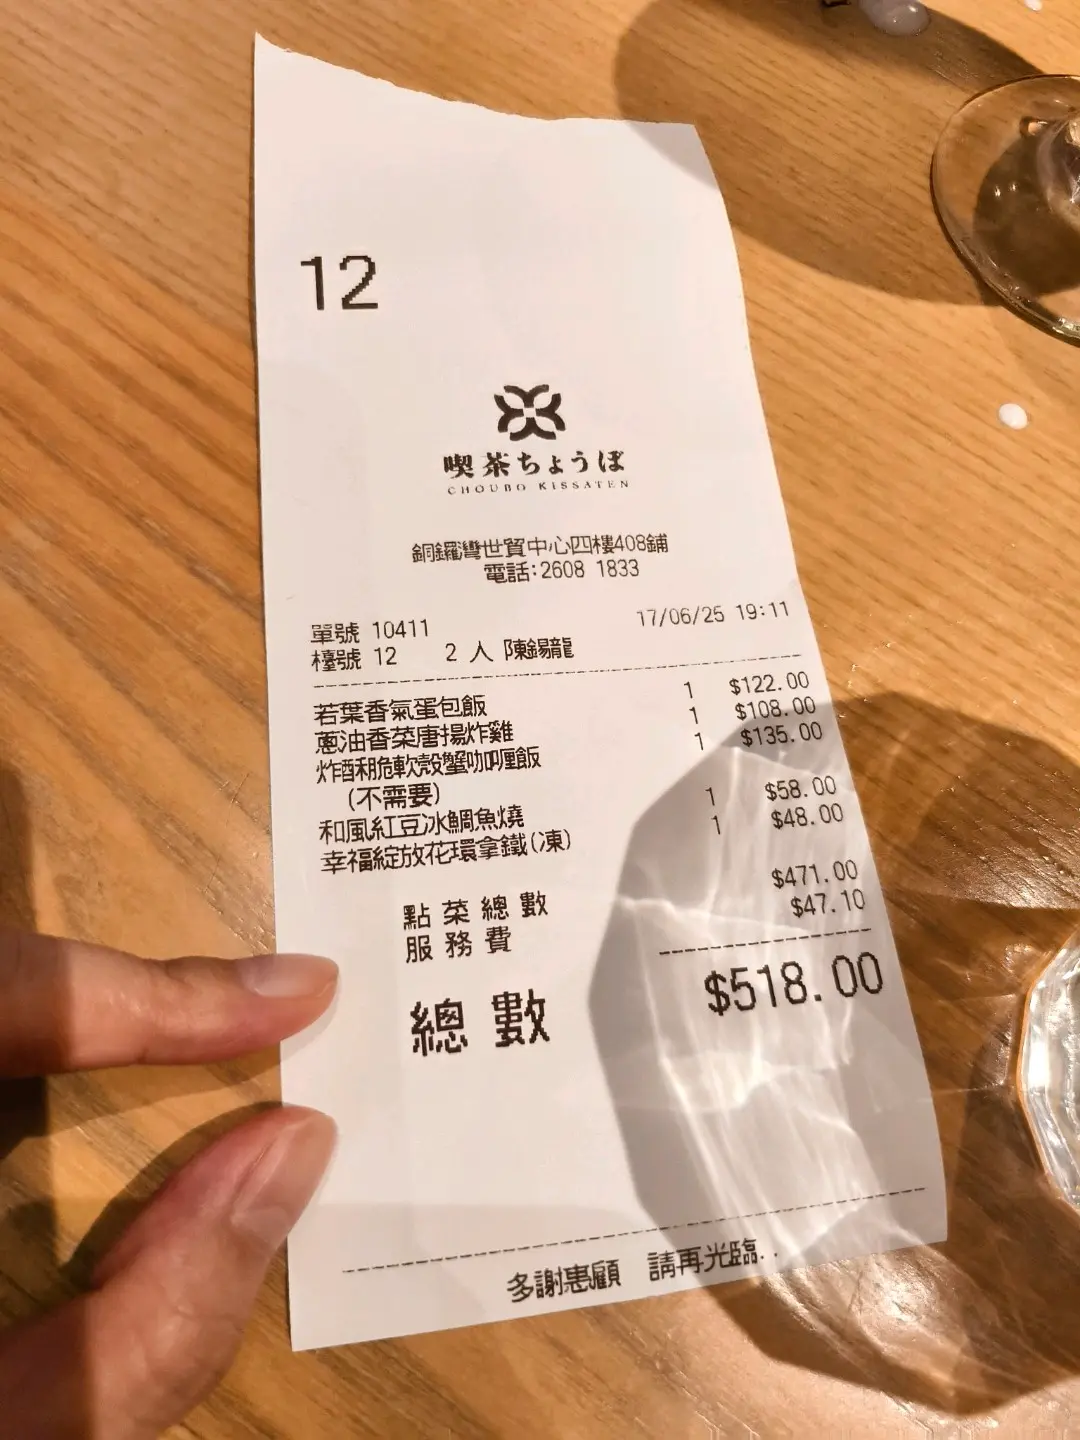 12
喫茶ちょうぼ
CHOUBO KISSATEN
銅鑼灣世貿中心四樓408鋪
電話:2608 1833
單號 10411 17/06/25 19:11
檯號 12 2 人 陳錫龍
若葉香氣蛋包飯 1 $122.00
蔥油香菜唐揚炸雞 1 $108.00
炸酥脆軟殼蟹咖喱飯 1 $135.00
(不需要)
和風紅豆冰鯛魚燒 1 $58.00
幸福綻放花環拿鐵(凍) 1 $48.00
點菜總數 $471.00
服務費 $47.10
總數 $518.00
多謝惠顧 請再光臨..